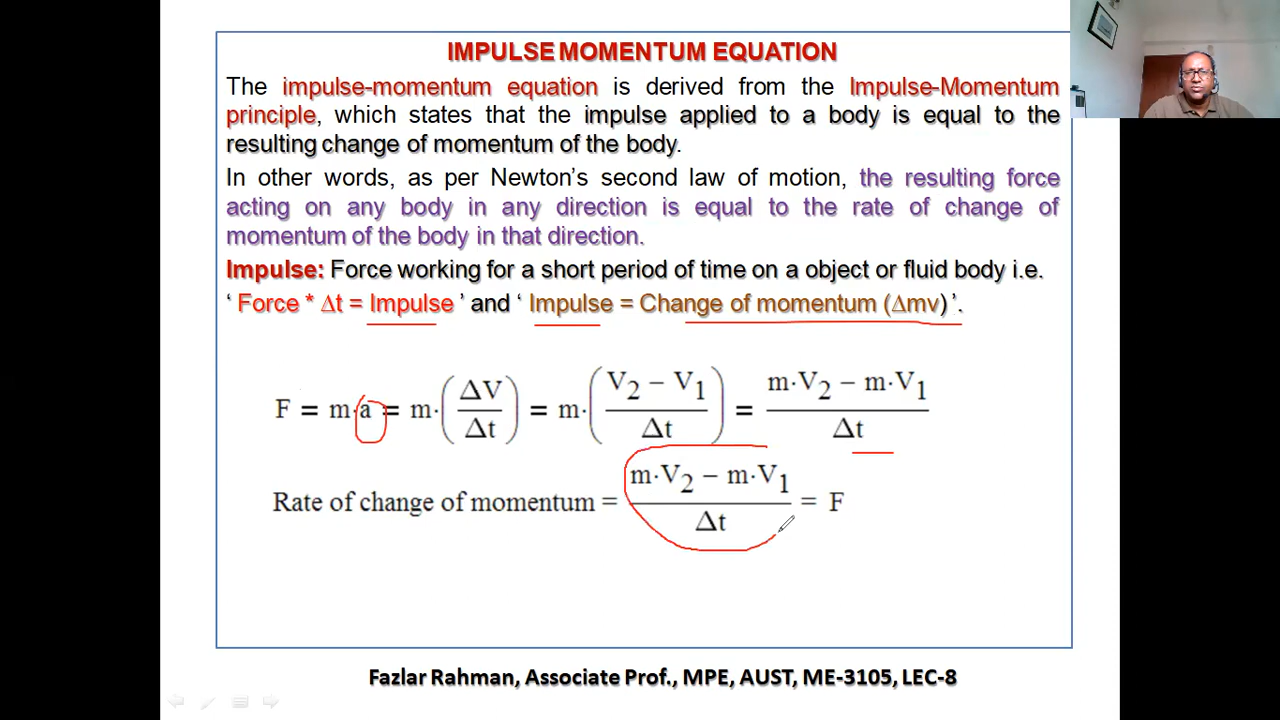 IMPULSE MOMENTUM EQUATION
The impulse-momentum equation is derived from the Impulse-Momentum
principle, which states that the impulse applied to a body is equal to the
resulting change of momentum of the body.
In other words, as per Newton's second law of motion, the resulting force
acting on any body in any direction is equal to the rate of change of
momentum of the body in that direction.
Impulse: Force working for a short period of time on a object or fluid body i.e.
‘ Force * Δt = Impulse ’ and ‘ Impulse = Change of momentum (Δmv) ’.
F = m·a = m·(ΔV/Δt) = m·((V₂ − V₁)/Δt) = (m·V₂ − m·V₁)/Δt
Rate of change of momentum = (m·V₂ − m·V₁)/Δt = F
Fazlar Rahman, Associate Prof., MPE, AUST, ME-3105, LEC-8